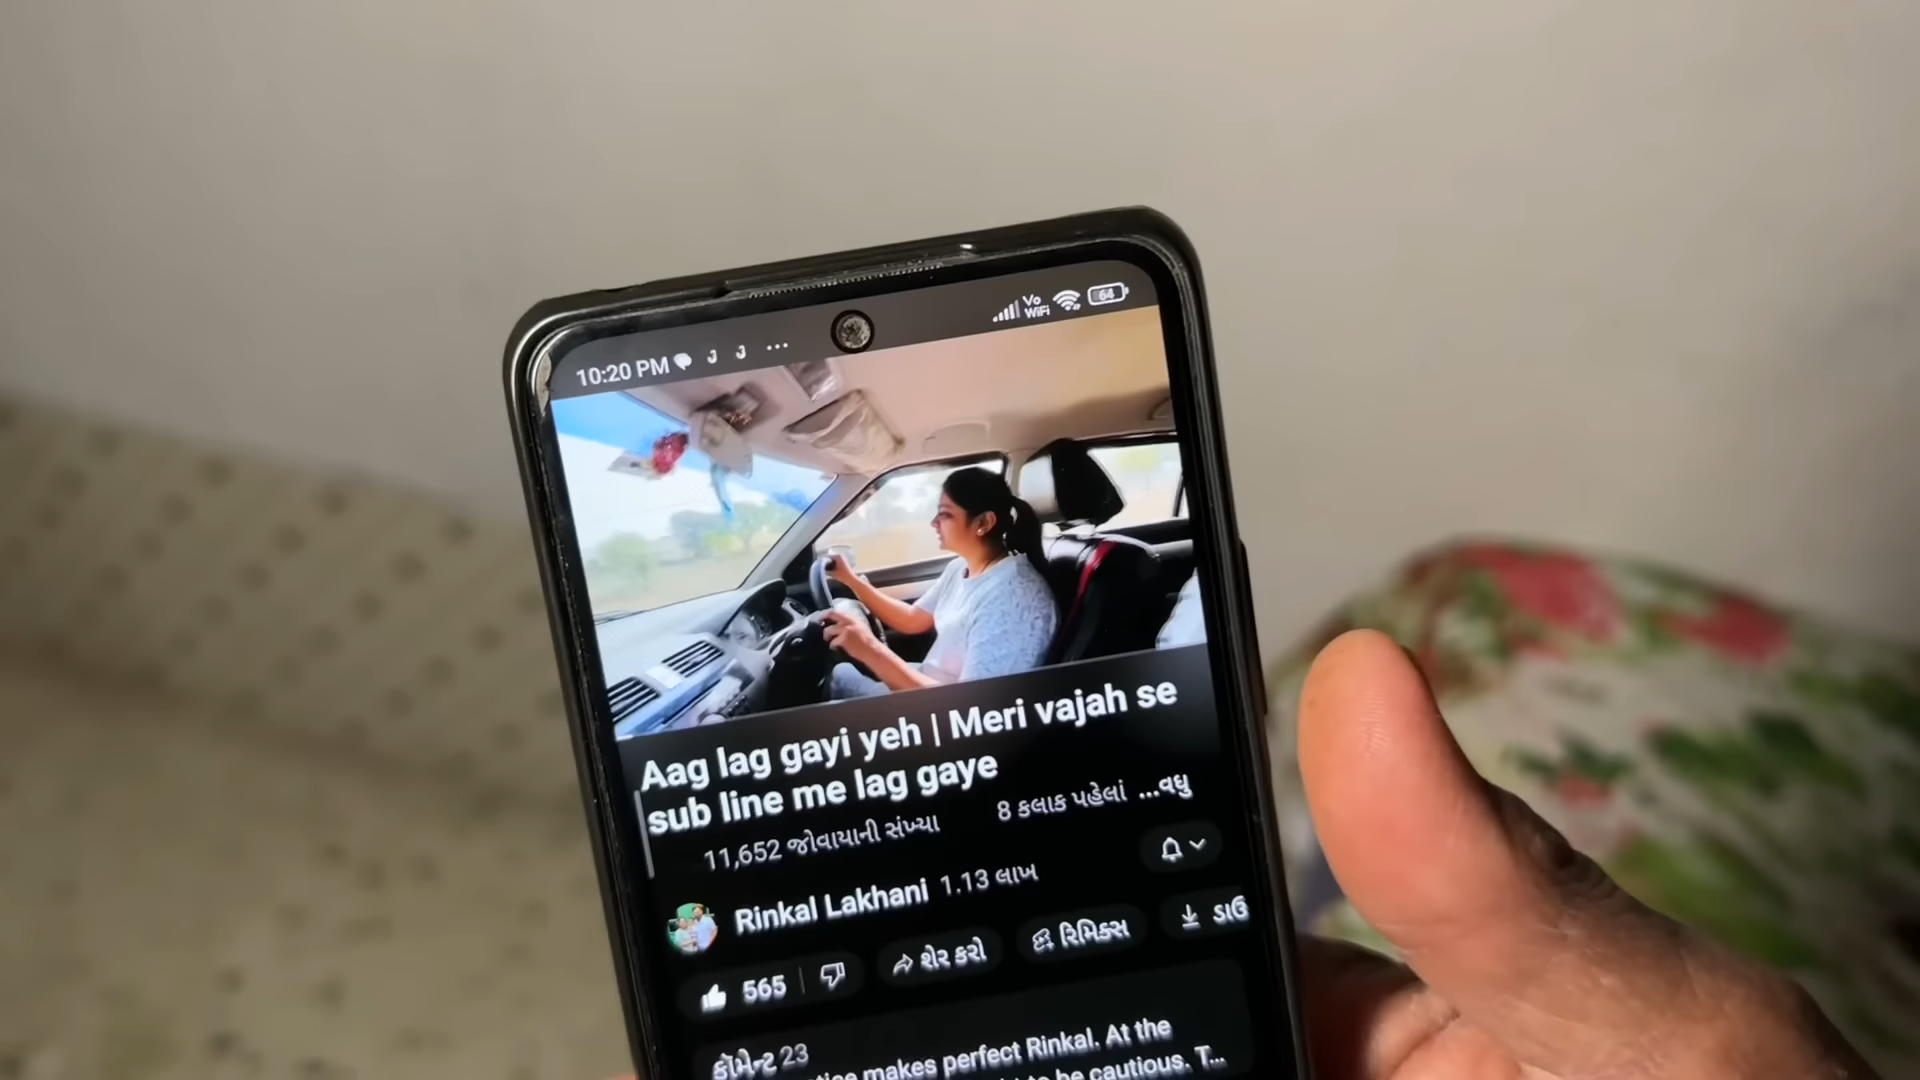 10:20 PM
Vo
WiFi
64
Aag lag gayi yeh | Meri vajah se
sub line me lag gaye
11,652 જોવાયાની સંખ્યા
8 કલાક પહેલાં ...વધુ
Rinkal Lakhani 1.13 લાખ
565
શેર કરો
રિમિક્સ
કૉમેન્ટ 23
makes perfect Rinkal. At the
to be cautious. T...